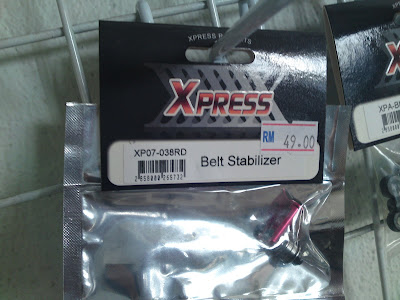 XPRESS
XPRESS
RM 49.00
XP07-038RD
Belt Stabilizer
XPA-B